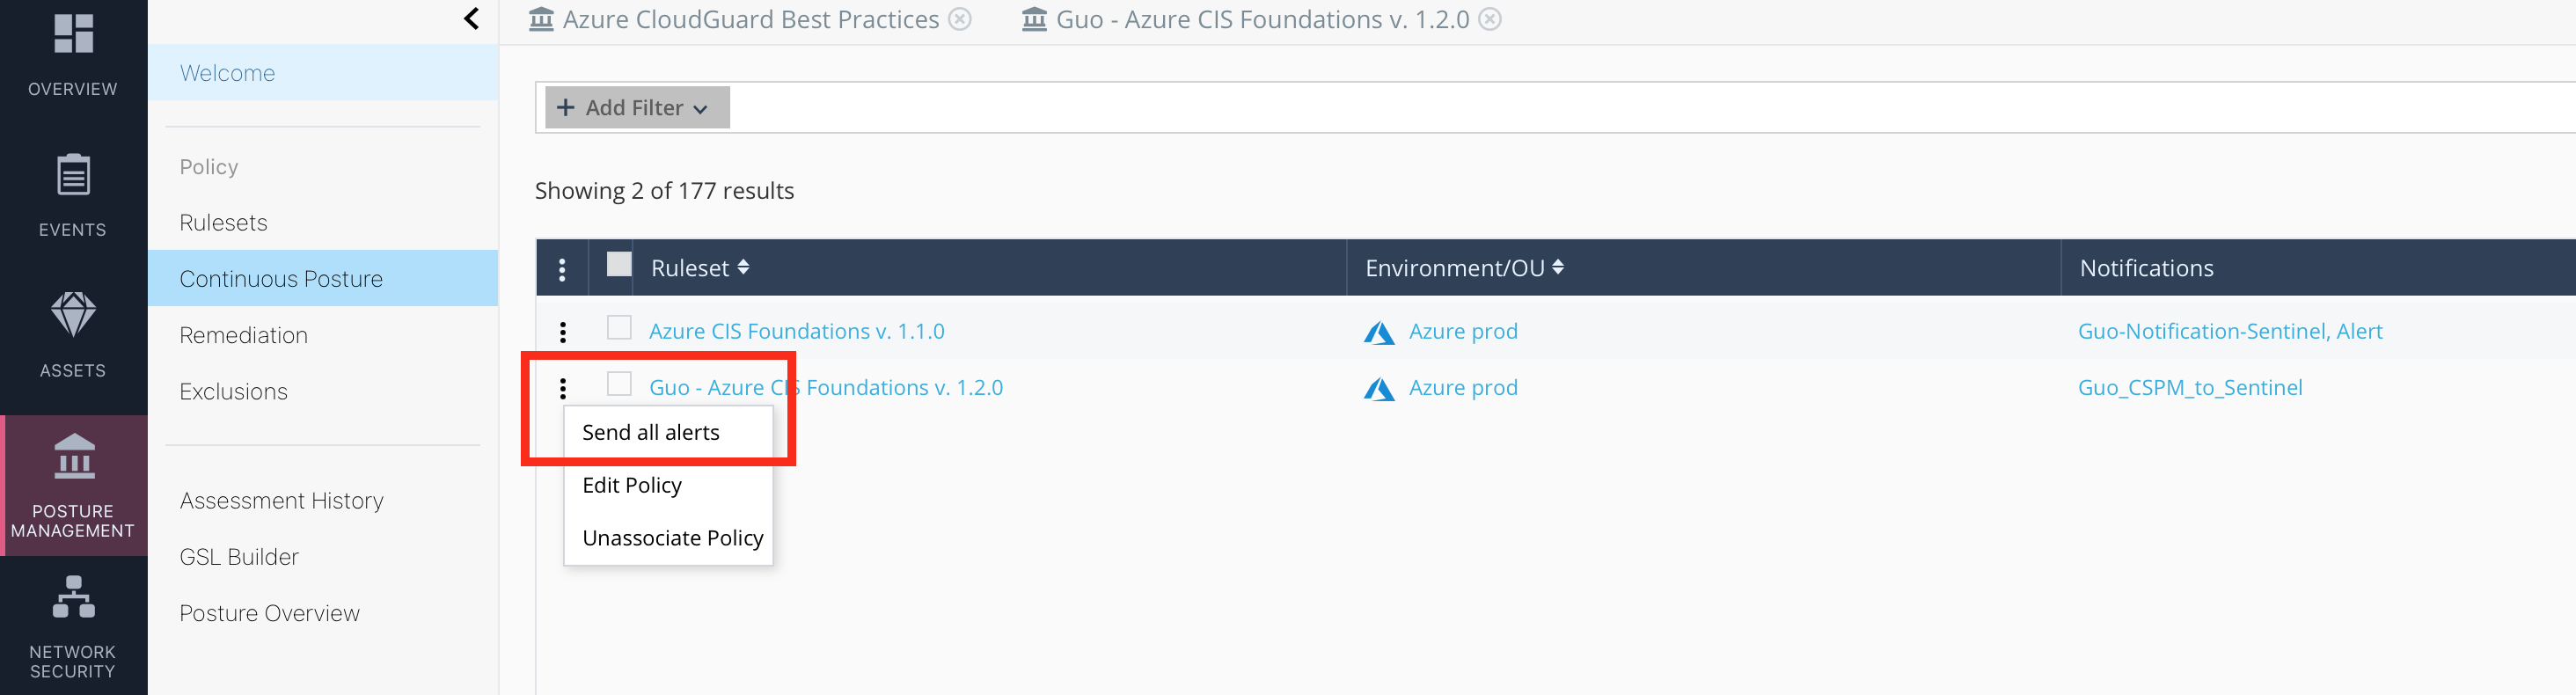 Azure CloudGuard Best Practices
Guo - Azure CIS Foundations v. 1.2.0
OVERVIEW
EVENTS
ASSETS
POSTURE
MANAGEMENT
NETWORK
SECURITY
Welcome
Policy
Rulesets
Continuous Posture
Remediation
Exclusions
Assessment History
GSL Builder
Posture Overview
+ Add Filter
Showing 2 of 177 results
Ruleset Environment/OU Notifications
Azure CIS Foundations v. 1.1.0 Azure prod Guo-Notification-Sentinel, Alert
Guo - Azure CIS Foundations v. 1.2.0 Azure prod Guo_CSPM_to_Sentinel
Send all alerts
Edit Policy
Unassociate Policy